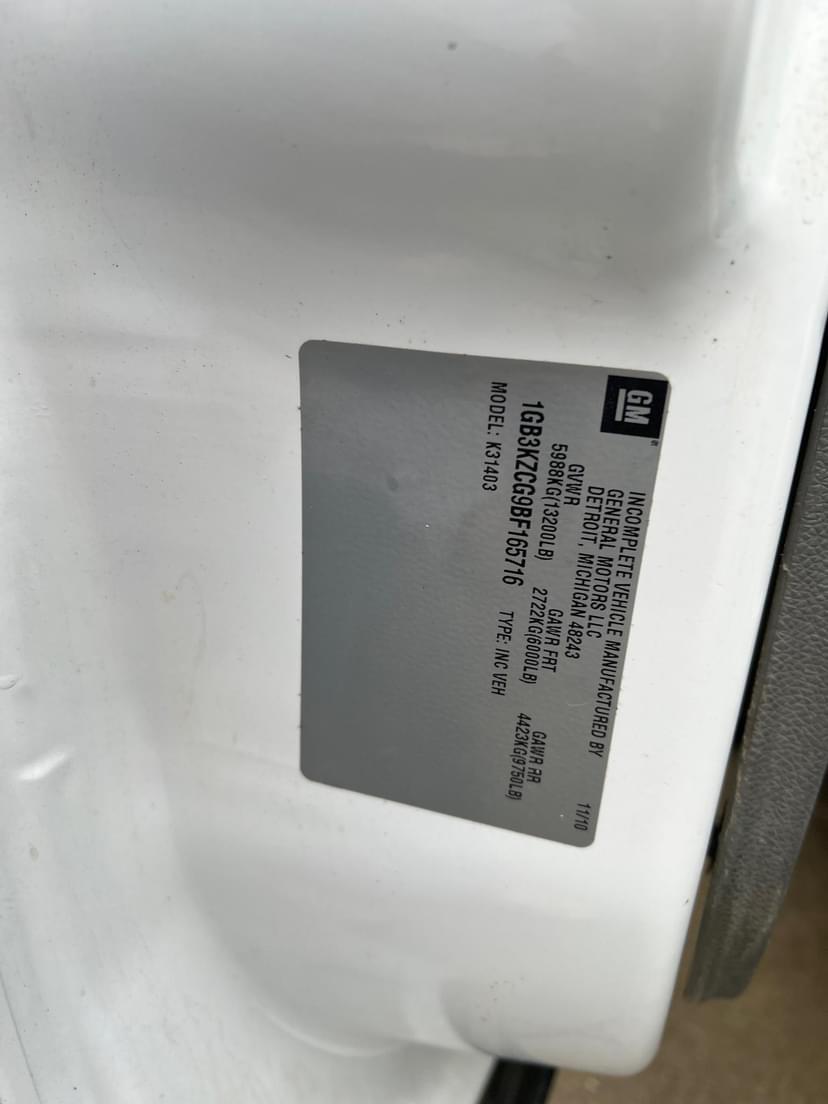 GM
INCOMPLETE VEHICLE MANUFACTURED BY
GENERAL MOTORS LLC
DETROIT, MICHIGAN 48243
11/10
GVWR GAWR FRT GAWR RR
5988KG(13200LB) 2722KG(6000LB) 4423KG(9750LB)
1GB3KZCG9BF165716 TYPE: INC VEH
MODEL: K31403